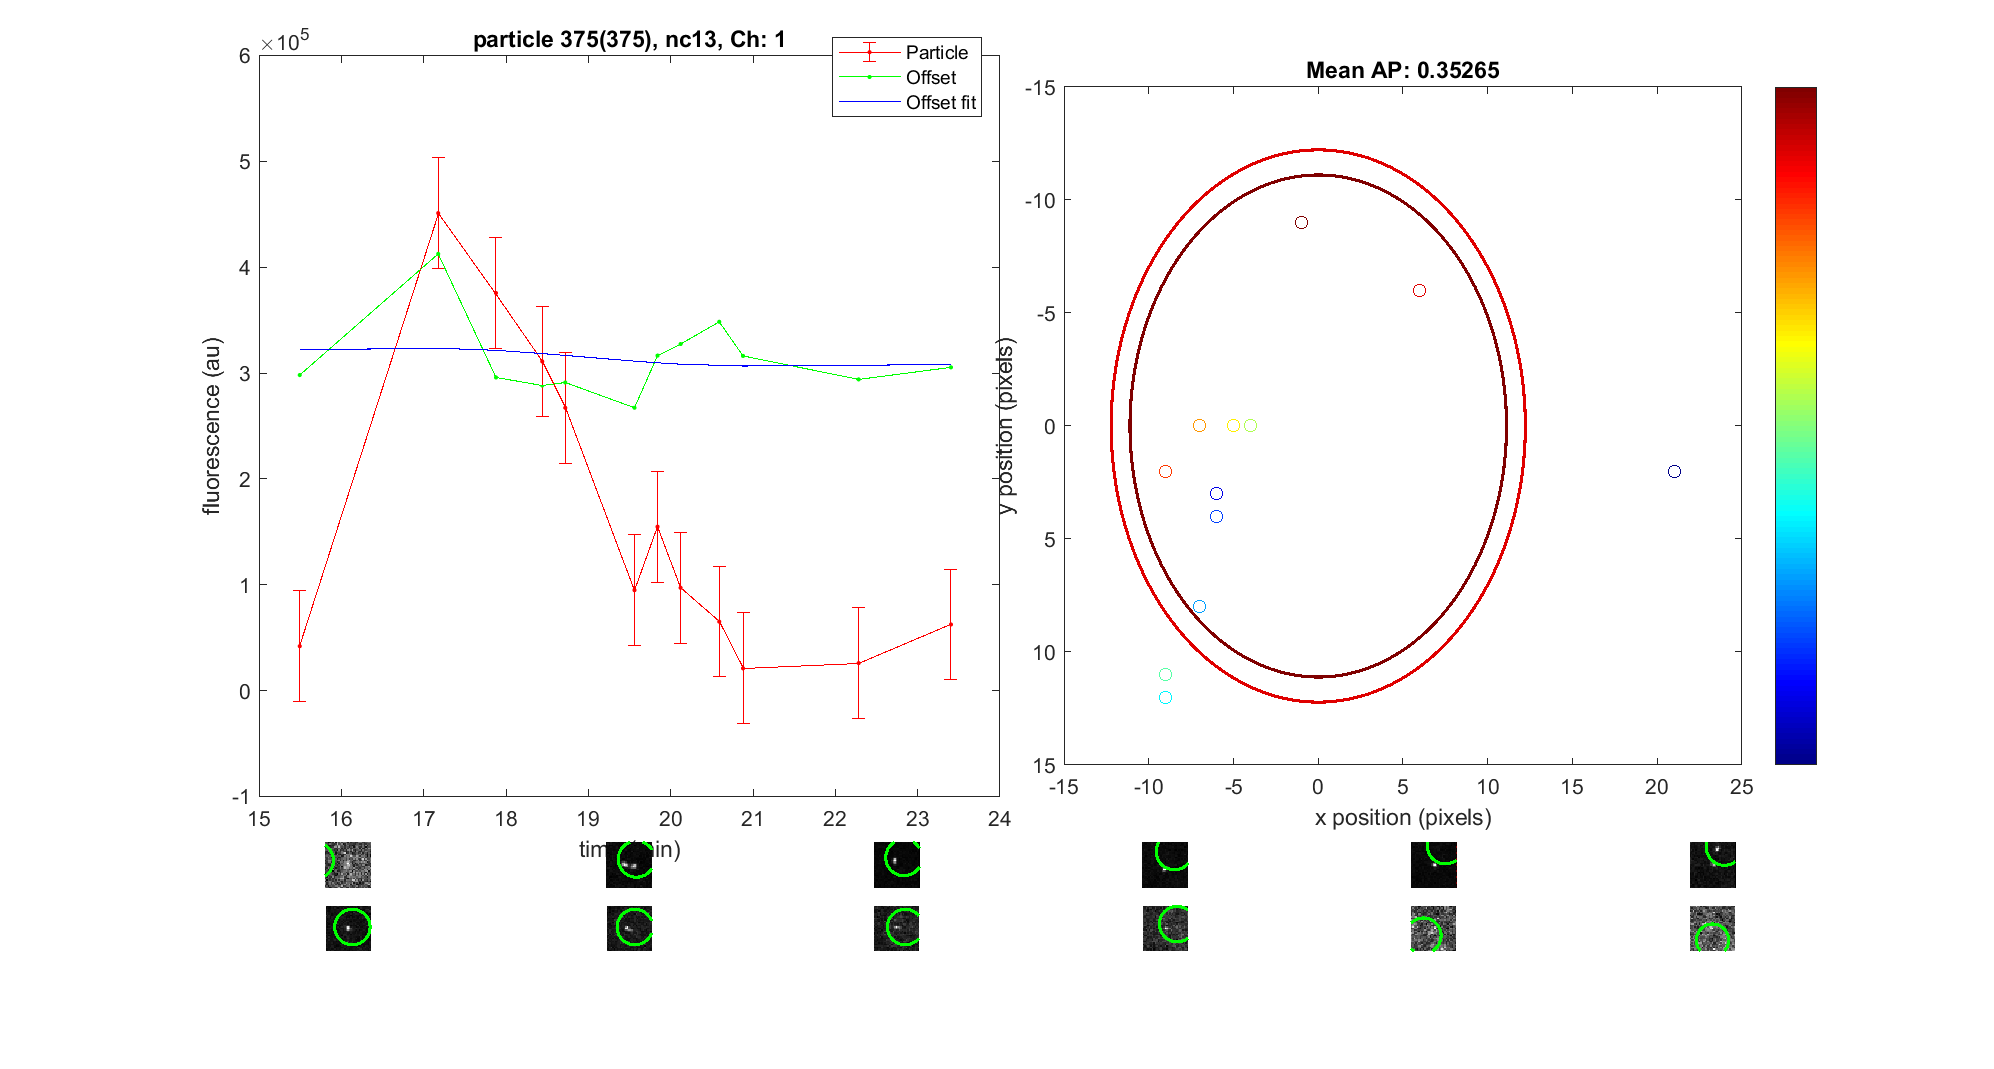 ×10^5
particle 375(375), nc13, Ch: 1
Particle
Offset
Offset fit
6
5
4
3
2
1
0
-1
fluorescence (au)
15 16 17 18 19 20 21 22 23 24
Mean AP: 0.35265
-15
-10
-5
0
5
10
15
y position (pixels)
-15 -10 -5 0 5 10 15 20 25
x position (pixels)